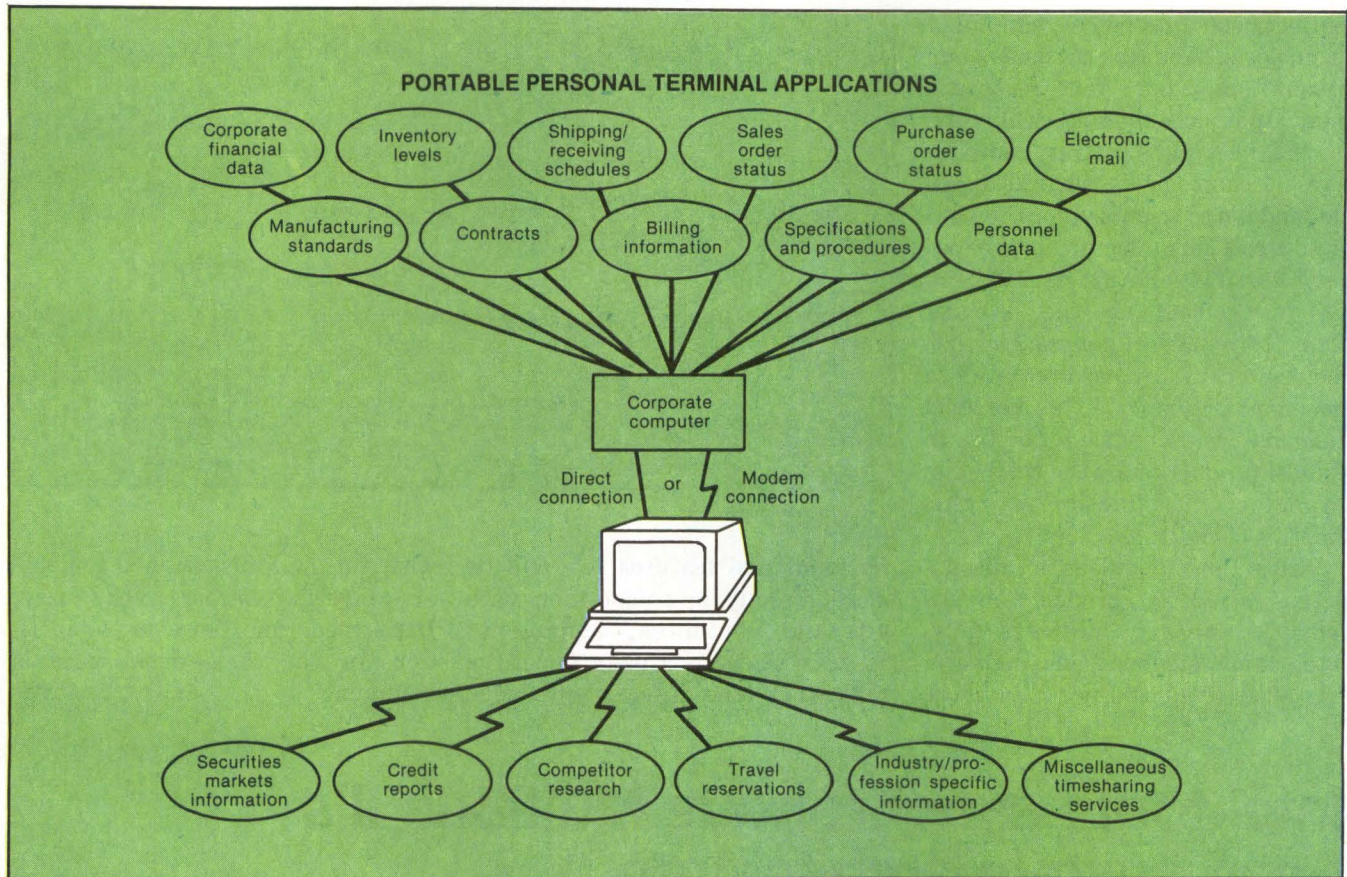 PORTABLE PERSONAL TERMINAL APPLICATIONS
Corporate
financial
data
Inventory
levels
Shipping/
receiving
schedules
Sales
order
status
Purchase
order
status
Electronic
mail
Manufacturing
standards
Contracts
Billing
information
Specifications
and procedures
Personnel
data
Corporate
computer
Direct
connection
or
Modem
connection
Securities
markets
information
Credit
reports
Competitor
research
Travel
reservations
Industry/pro-
fession specific
information
Miscellaneous
timesharing
services